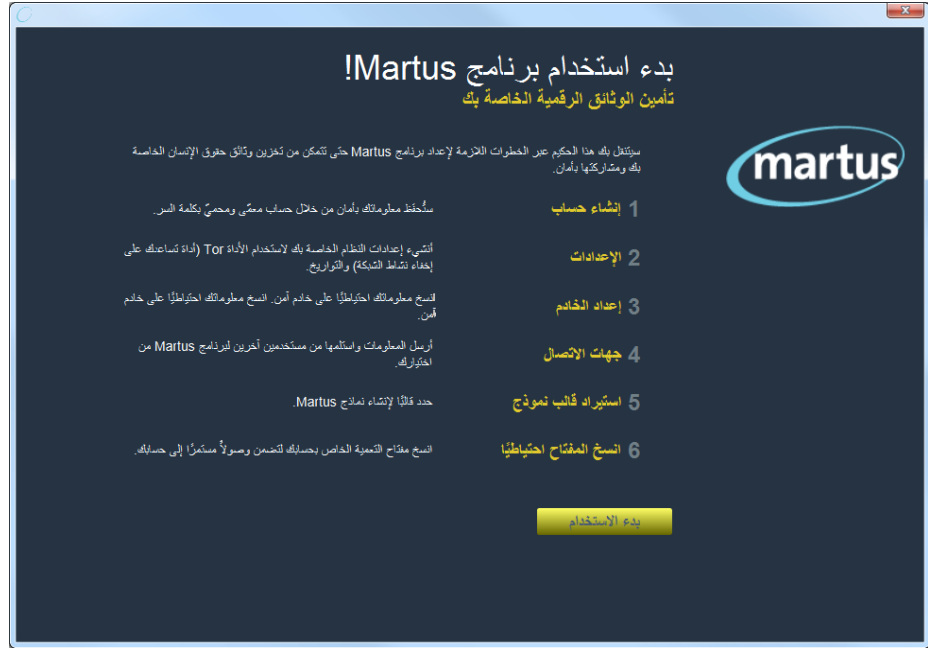 بدء استخدام برنامج Martus!
تأمين الوثائق الرقمية الخاصة بك
martus
سينتقل بك هذا الحكيم عبر الخطوات اللازمة لإعداد برنامج Martus حتى تتمكن من تخزين وثائق حقوق الإنسان الخاصة
بك ومشاركتها بأمان.
1 إنشاء حساب
ستُحفَظ معلوماتك بأمان من خلال حساب معمّى ومحميّ بكلمة السر.
2 الإعدادات
أنشيء إعدادات النظام الخاصة بك لاستخدام الأداة Tor (أداة تساعدك على
إخفاء نشاط الشبكة) والتواريخ.
3 إعداد الخادم
انسخ معلوماتك احتياطيًا على خادم آمن. انسخ معلوماتك احتياطيًا على خادم
آمن.
4 جهات الاتصال
أرسل المعلومات واستلمها من مستخدمين آخرين لبرنامج Martus من
اختيارك.
5 استيراد قالب نموذج
حدد قالبًا لإنشاء نماذج Martus.
6 انسخ المفتاح احتياطيًا
انسخ مفتاح التعمية الخاص بحسابك لتضمن وصولاً مستمرًا إلى حسابك.
بدء الاستخدام